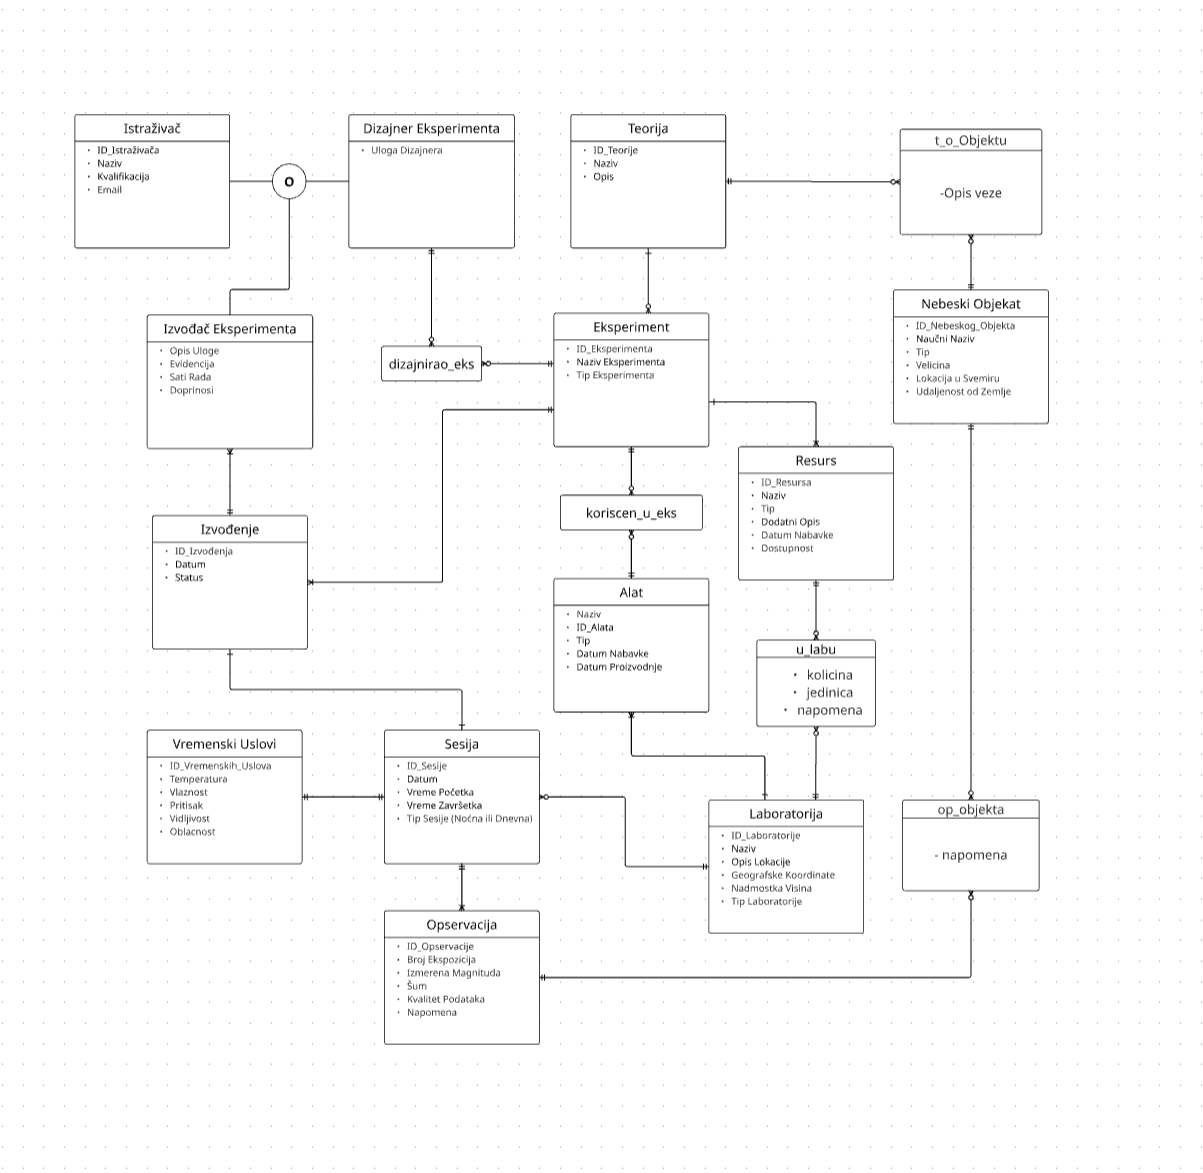 Istraživač
· ID_Istraživača
· Naziv
· Kvalifikacija
· Email
O
Dizajner Eksperimenta
· Uloga Dizajnera
Teorija
· ID_Teorije
· Naziv
· Opis
t_o_Objektu
-Opis veze
Izvođač Eksperimenta
· Opis Uloge
· Evidencija
· Sati Rada
· Doprinosi
dizajnirao_eks
Eksperiment
· ID_Eksperimenta
· Naziv Eksperimenta
· Tip Eksperimenta
Nebeski Objekat
· ID_Nebeskog_Objekta
· Naučni Naziv
· Tip
· Velicina
· Lokacija u Svemiru
· Udaljenost od Zemlje
Resurs
· ID_Resursa
· Naziv
· Tip
· Dodatni Opis
· Datum Nabavke
· Dostupnost
koriscen_u_eks
Izvođenje
· ID_Izvođenja
· Datum
· Status
Alat
· Naziv
· ID_Alata
· Tip
· Datum Nabavke
· Datum Proizvodnje
u_labu
· kolicina
· jedinica
· napomena
Vremenski Uslovi
· ID_Vremenskih_Uslova
· Temperatura
· Vlaznost
· Pritisak
· Vidljivost
· Oblacnost
Sesija
· ID_Sesije
· Datum
· Vreme Početka
· Vreme Završetka
· Tip Sesije (Noćna ili Dnevna)
Laboratorija
· ID_Laboratorije
· Naziv
· Opis Lokacije
· Geografske Koordinate
· Nadmostka Visina
· Tip Laboratorije
op_objekta
- napomena
Opservacija
· ID_Opservacije
· Broj Ekspozicija
· Izmerena Magnituda
· Šum
· Kvalitet Podataka
· Napomena